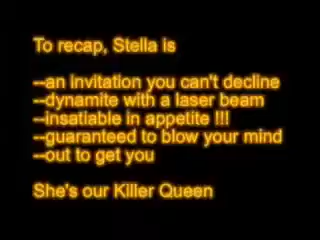 To recap, Stella is
--an invitation you can't decline
--dynamite with a laser beam
--insatiable in appetite !!!
--guaranteed to blow your mind
--out to get you
She's our Killer Queen